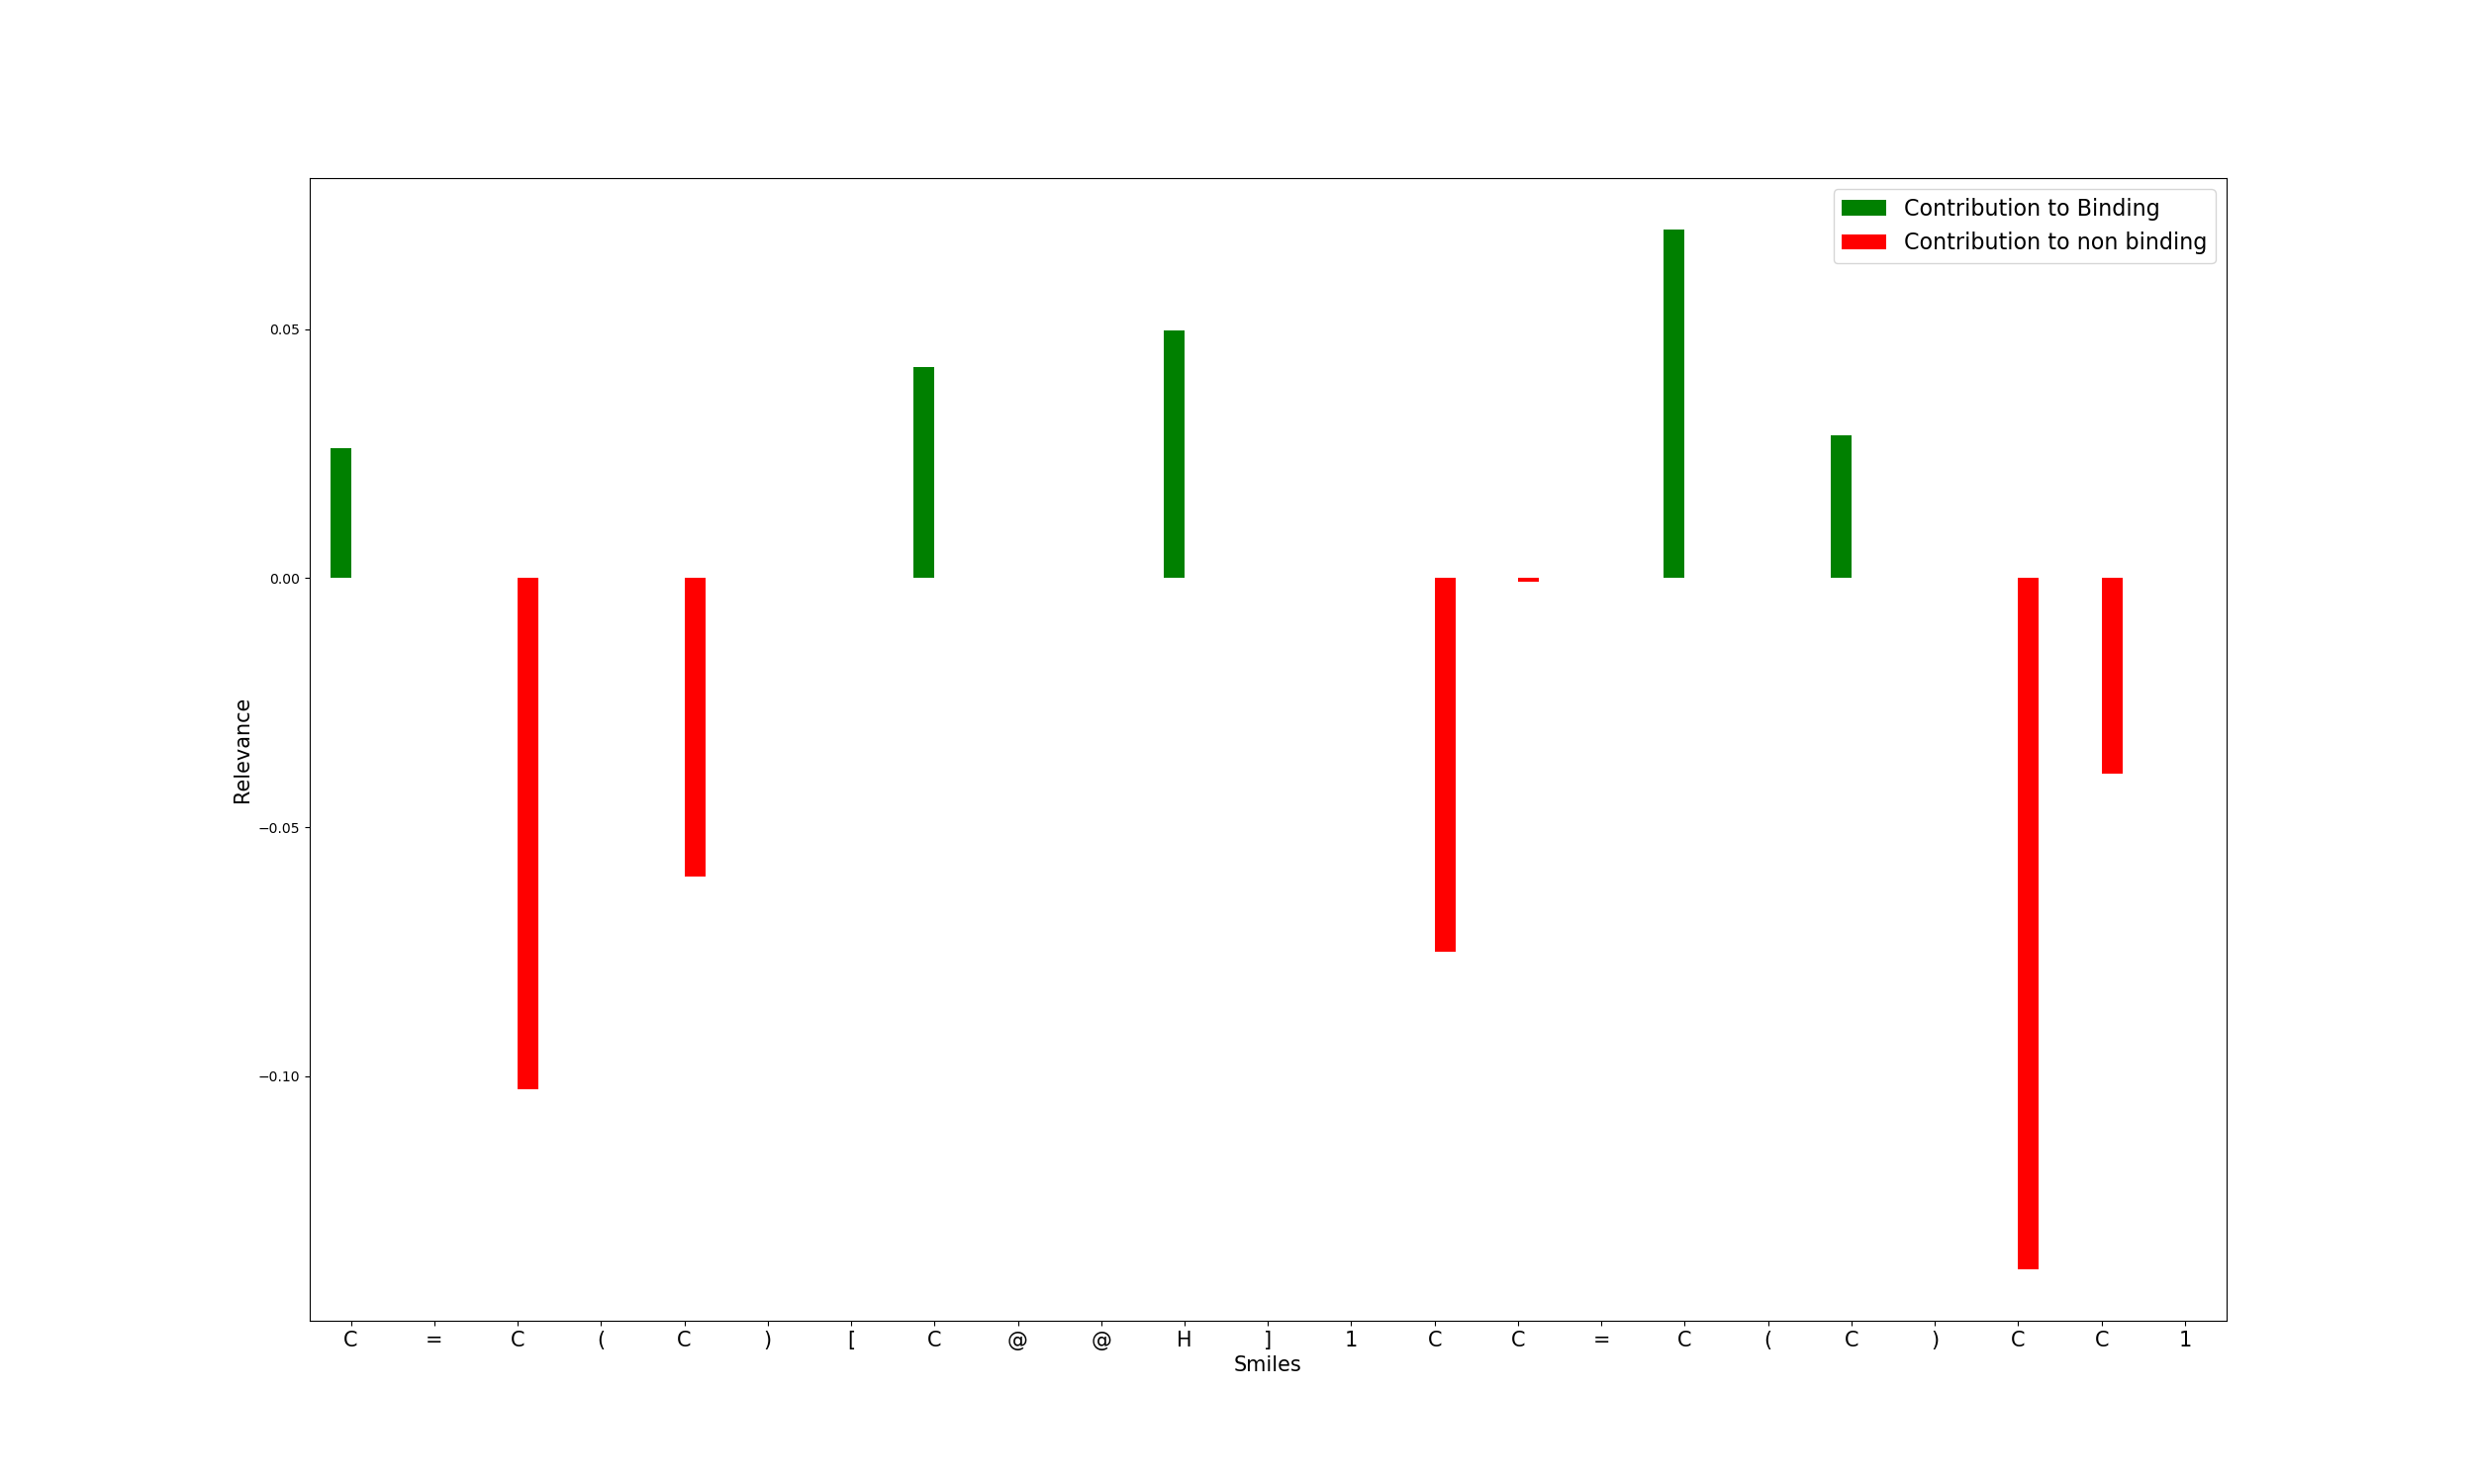 Contribution to Binding
Contribution to non binding
0.05
0.00
−0.05
−0.10
Relevance
C = C ( C ) [ C @ @ H ] 1 C C = C ( C ) C C 1
Smiles